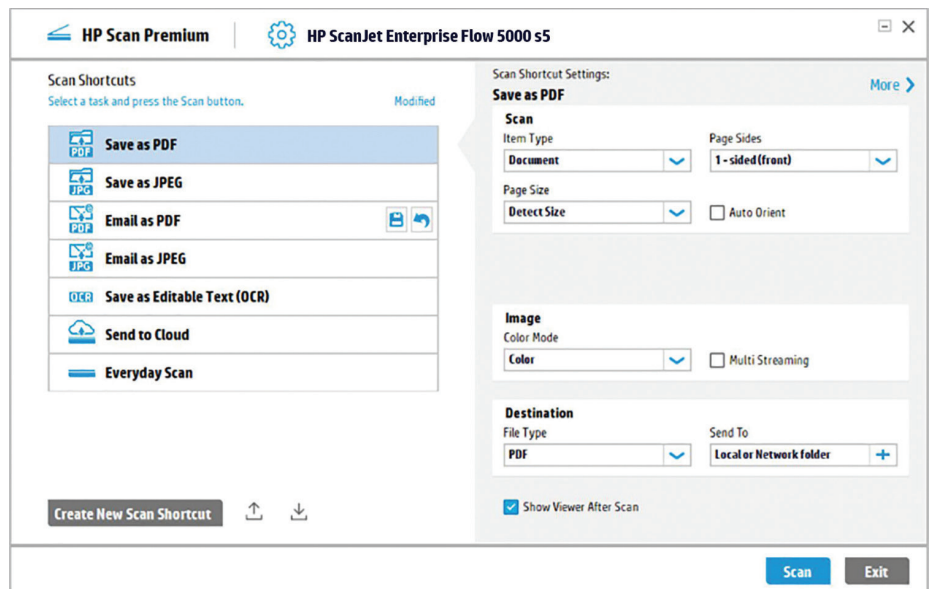 HP Scan Premium
HP ScanJet Enterprise Flow 5000 s5
Scan Shortcuts
Select a task and press the Scan button.
Modified
PDF Save as PDF
JPG Save as JPEG
PDF Email as PDF
JPG Email as JPEG
OCR Save as Editable Text (OCR)
Send to Cloud
Everyday Scan
Create New Scan Shortcut
Scan Shortcut Settings:
More
Save as PDF
Scan
Item Type Page Sides
Document 1 - sided (front)
Page Size
Detect Size Auto Orient
Image
Color Mode
Color Multi Streaming
Destination
File Type Send To
PDF Local or Network folder
Show Viewer After Scan
Scan Exit